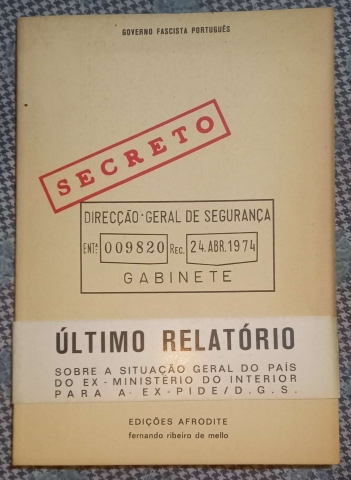 GOVERNO FASCISTA PORTUGUÊS
SECRETO
DIRECÇÃO-GERAL DE SEGURANÇA
ENTª 009820 REC. 24.ABR.1974
GABINETE
ÚLTIMO RELATÓRIO
SOBRE A SITUAÇÃO GERAL DO PAÍS
DO EX-MINISTÉRIO DO INTERIOR
PARA A EX-PIDE/D.G.S.
EDIÇÕES AFRODITE
fernando ribeiro de mello